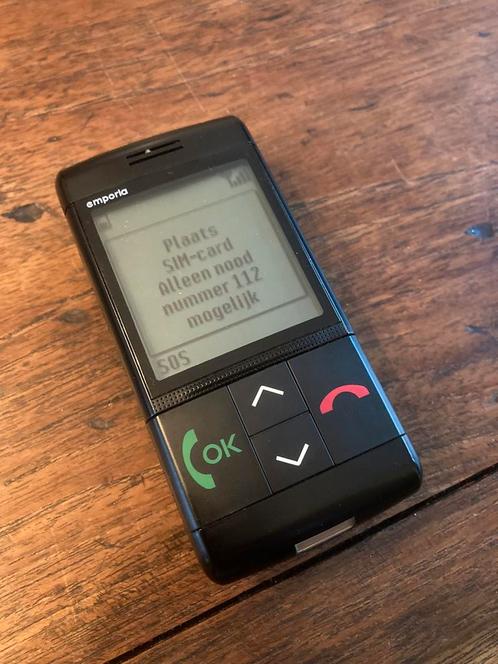 emporia
Plaats
SIM-card
Alleen nood
nummer 112
mogelijk
SOS
OK